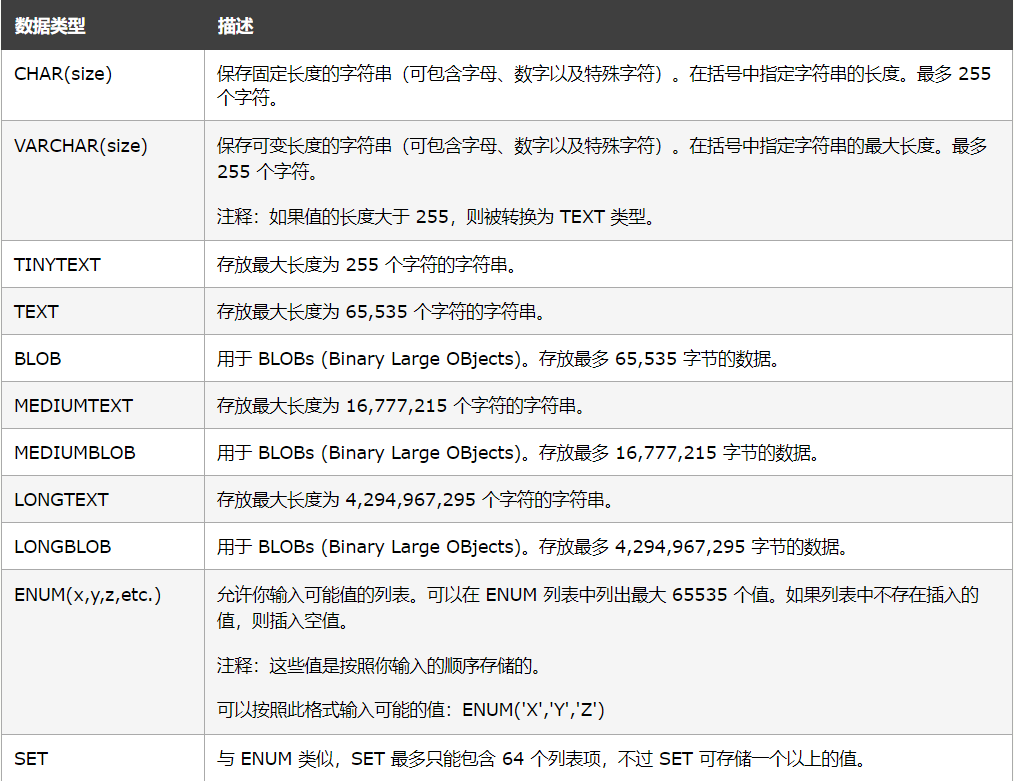 数据类型 描述
CHAR(size) 保存固定长度的字符串（可包含字母、数字以及特殊字符）。在括号中指定字符串的长度。最多 255
个字符。
VARCHAR(size) 保存可变长度的字符串（可包含字母、数字以及特殊字符）。在括号中指定字符串的最大长度。最多
255 个字符。
注释：如果值的长度大于 255，则被转换为 TEXT 类型。
TINYTEXT 存放最大长度为 255 个字符的字符串。
TEXT 存放最大长度为 65,535 个字符的字符串。
BLOB 用于 BLOBs (Binary Large OBjects)。存放最多 65,535 字节的数据。
MEDIUMTEXT 存放最大长度为 16,777,215 个字符的字符串。
MEDIUMBLOB 用于 BLOBs (Binary Large OBjects)。存放最多 16,777,215 字节的数据。
LONGTEXT 存放最大长度为 4,294,967,295 个字符的字符串。
LONGBLOB 用于 BLOBs (Binary Large OBjects)。存放最多 4,294,967,295 字节的数据。
ENUM(x,y,z,etc.) 允许你输入可能值的列表。可以在 ENUM 列表中列出最大 65535 个值。如果列表中不存在插入的
值，则插入空值。
注释：这些值是按照你输入的顺序存储的。
可以按照此格式输入可能的值：ENUM('X','Y','Z')
SET 与 ENUM 类似，SET 最多只能包含 64 个列表项，不过 SET 可存储一个以上的值。